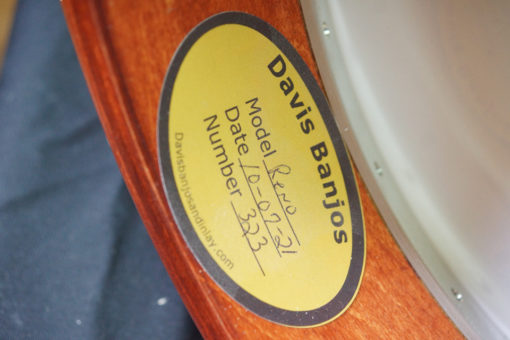 Davis Banjos
Model Reno
Date 10-07-21
Number 323
Davisbanjosandinlay.com